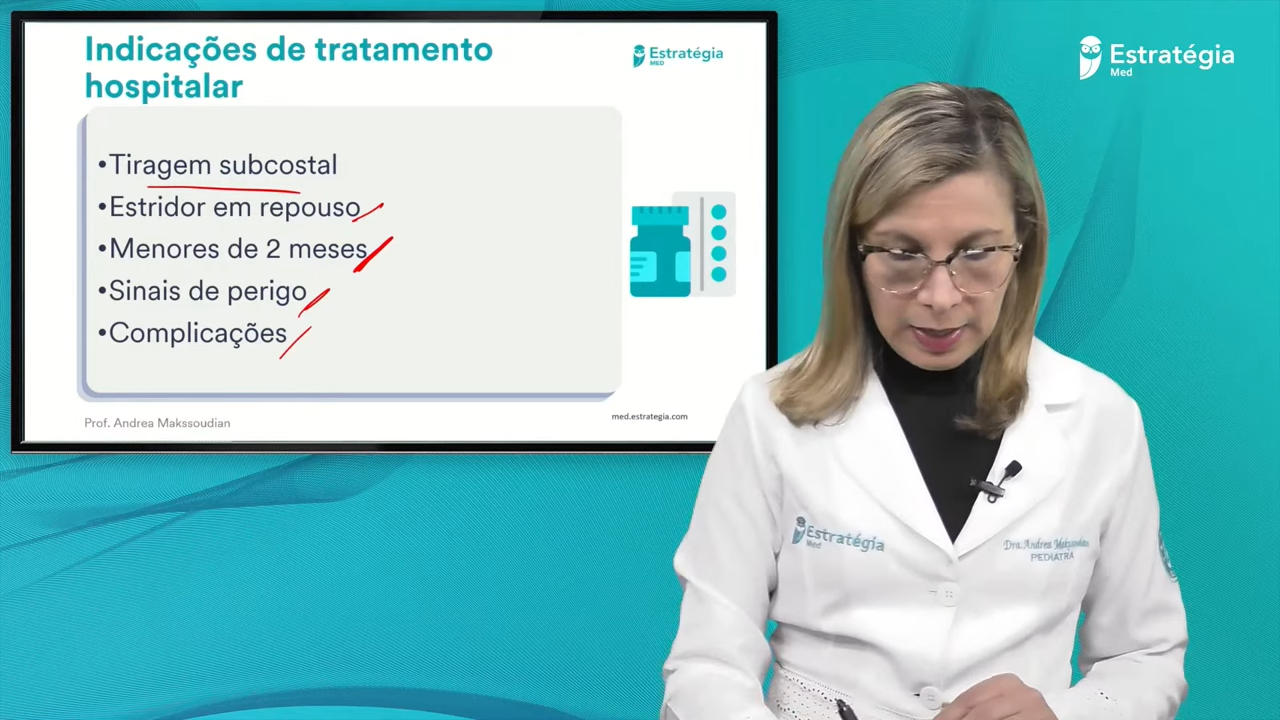 Indicações de tratamento
hospitalar
Estratégia
MED
•Tiragem subcostal
•Estridor em repouso
•Menores de 2 meses
•Sinais de perigo
•Complicações
Prof. Andrea Makssoudian
med.estrategia.com
Estratégia
Med
Estratégia
Med
Dra. Andrea Makssoudian
PEDIATRA